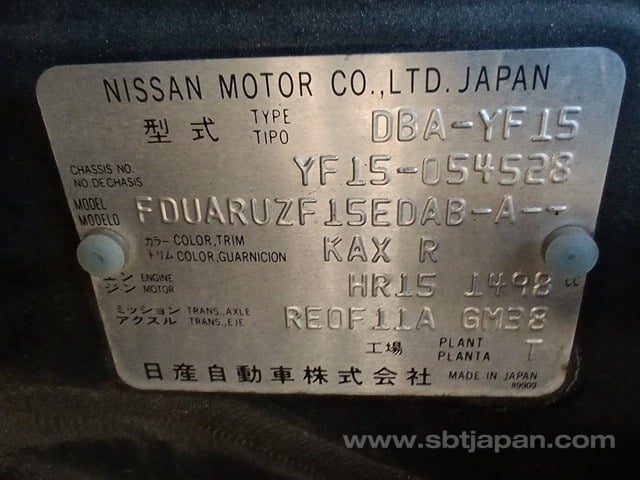 NISSAN MOTOR CO.,LTD. JAPAN
型式 TYPE TIPO DBA-YF15
CHASSIS NO. NO.DE CHASIS YF15-054528
MODEL MODELO FDUARUZF15EDAB-A--
カラー COLOR,TRIM
トリム COLOR,GUARNICION KAX R
エンジン ENGINE MOTOR HR15 1498 cc
ミッション TRANS.,AXLE
アクスル TRANS.,EJE RE0F11A GM38
工場 PLANT PLANTA T
日産自動車株式会社 MADE IN JAPAN
89909
www.sbtjapan.com